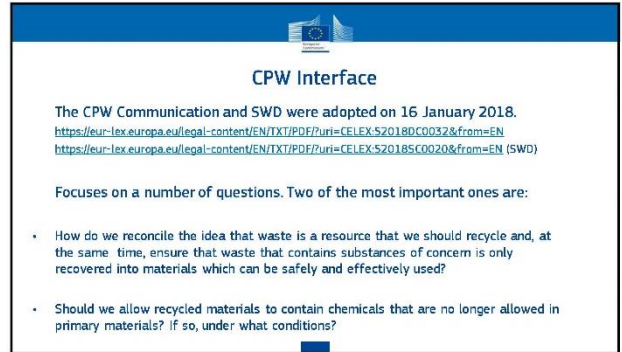 European
Commission
CPW Interface
The CPW Communication and SWD were adopted on 16 January 2018.
https://eur-lex.europa.eu/legal-content/EN/TXT/PDF/?uri=CELEX:52018DC0032&from=EN
https://eur-lex.europa.eu/legal-content/EN/TXT/PDF/?uri=CELEX:52018SC0020&from=EN (SWD)
Focuses on a number of questions. Two of the most important ones are:
• How do we reconcile the idea that waste is a resource that we should recycle and, at
the same time, ensure that waste that contains substances of concern is only
recovered into materials which can be safely and effectively used?
• Should we allow recycled materials to contain chemicals that are no longer allowed in
primary materials? If so, under what conditions?